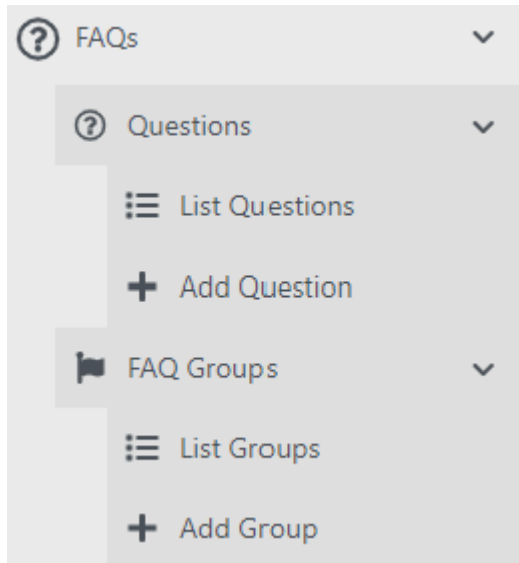 FAQs
Questions
List Questions
Add Question
FAQ Groups
List Groups
Add Group